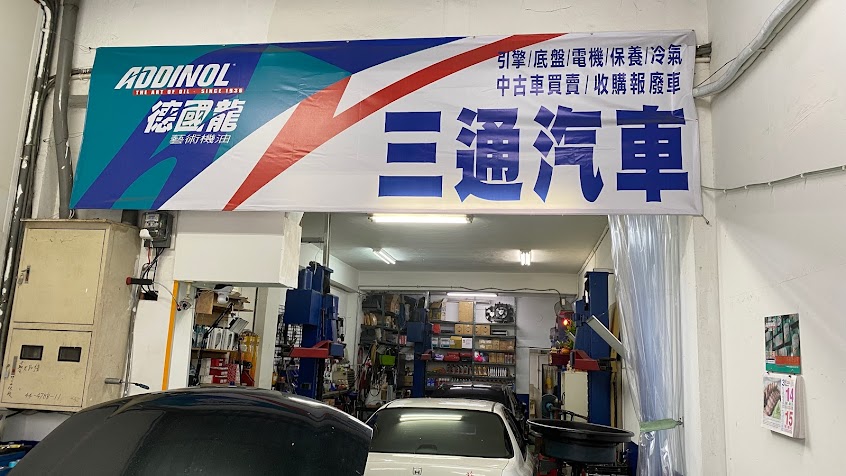 ADDINOL
THE ART OF OIL - SINCE 1936
德國龍
藝術機油
引擎/底盤/電機/保養/冷氣
中古車買賣/收購報廢車
三通汽車
14
15